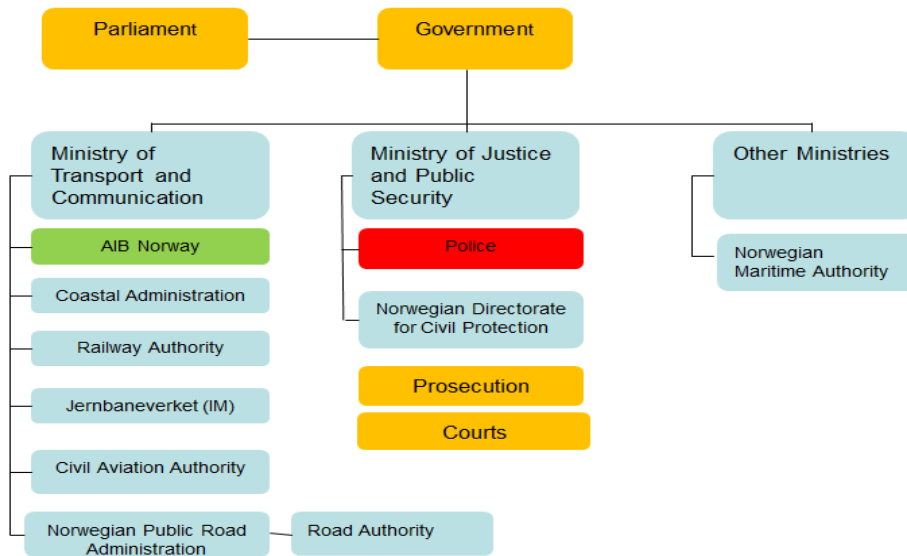 Parliament
Government
Ministry of
Transport and
Communication
AIB Norway
Coastal Administration
Railway Authority
Jernbaneverket (IM)
Civil Aviation Authority
Norwegian Public Road
Administration
Road Authority
Ministry of Justice
and Public
Security
Police
Norwegian Directorate
for Civil Protection
Prosecution
Courts
Other Ministries
Norwegian
Maritime Authority